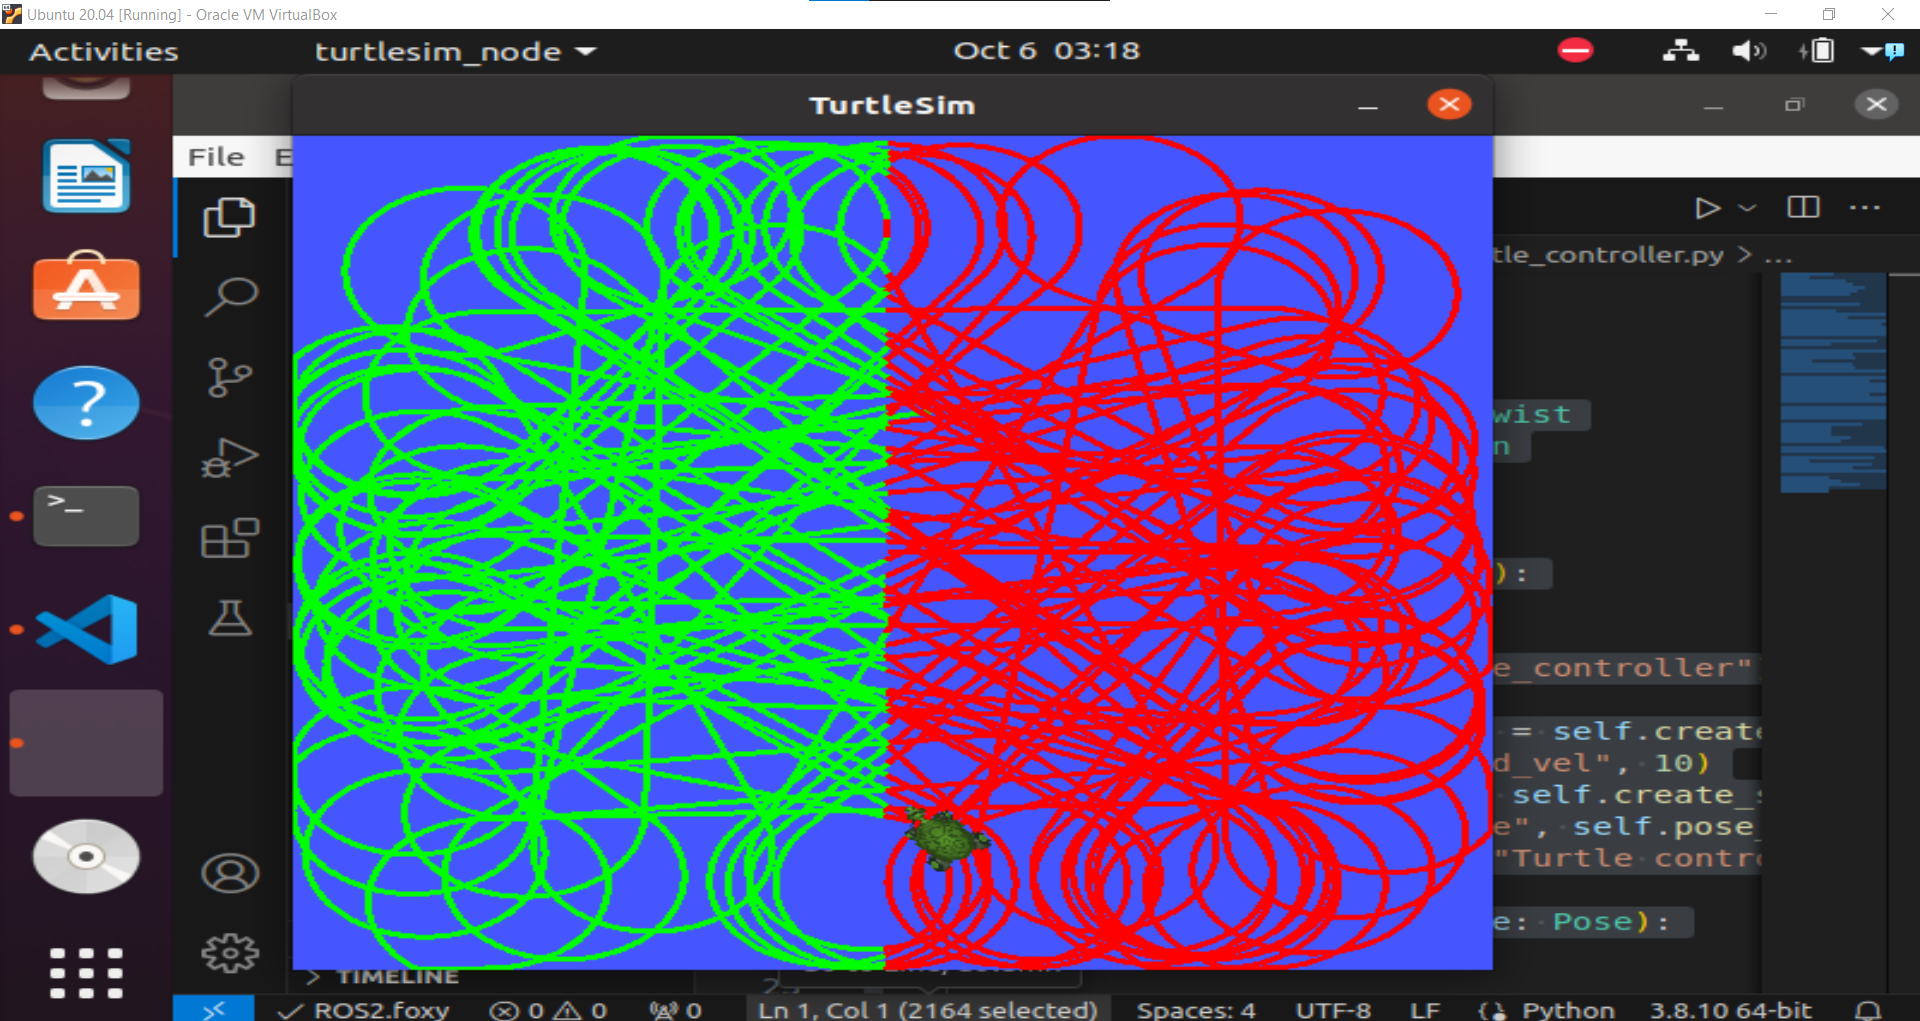 Ubuntu 20.04 [Running] - Oracle VM VirtualBox
Activities turtlesim_node Oct 6 03:18
TurtleSim
File E
tle_controller.py > ...
wist
n
):
e_controller"
= self.create
d_vel", 10)
self.create_
e", self.pose_
"Turtle contr
e: Pose):
> TIMELINE
ROS2.foxy 0 0 0 Ln 1, Col 1 (2164 selected) Spaces: 4 UTF-8 LF Python 3.8.10 64-bit